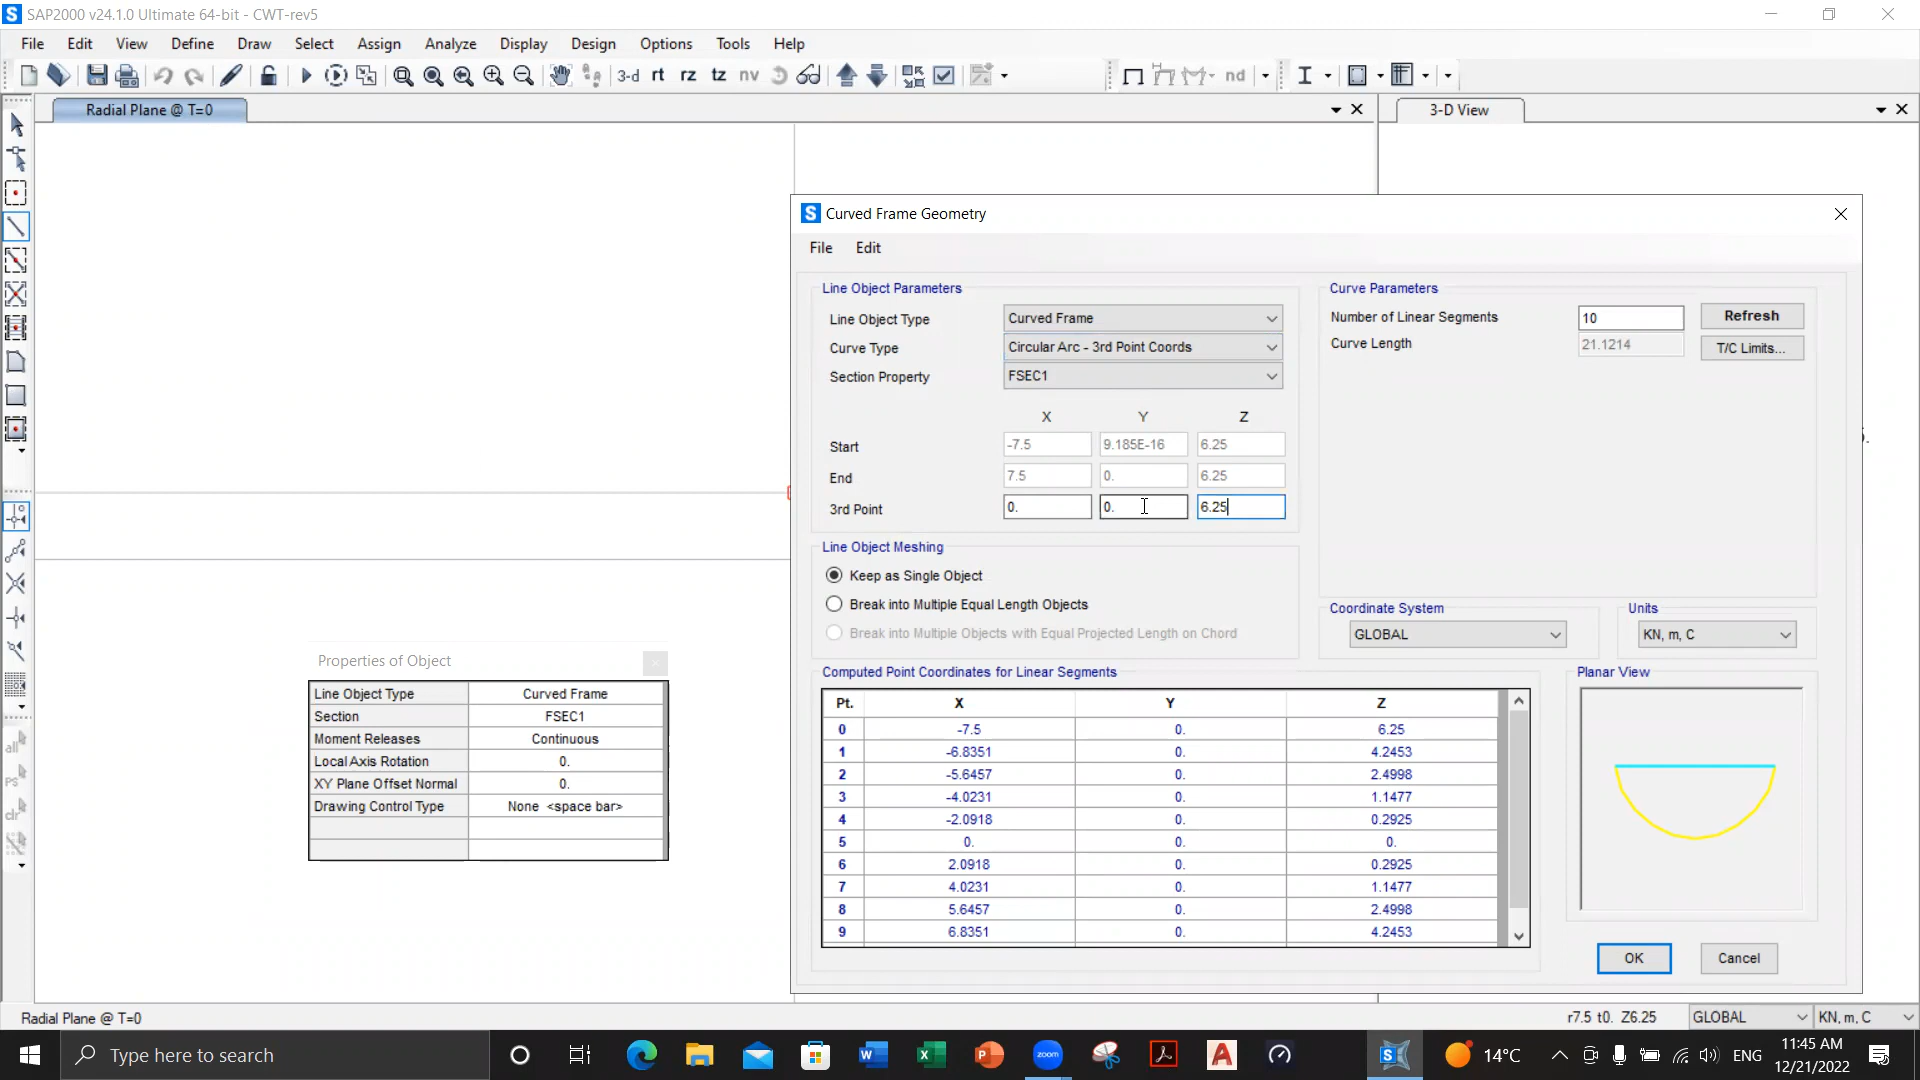 SAP2000 v24.1.0 Ultimate 64-bit - CWT-rev5
File Edit View Define Draw Select Assign Analyze Display Design Options Tools Help
3-d rt rz tz nv nd
Radial Plane @ T=0
3-D View
Curved Frame Geometry
File Edit
Line Object Parameters
Line Object Type Curved Frame
Curve Type Circular Arc - 3rd Point Coords
Section Property FSEC1
X Y Z
Start -7.5 9.185E-16 6.25
End 7.5 0. 6.25
3rd Point 0. 0. 6.25
Curve Parameters
Number of Linear Segments 10 Refresh
Curve Length 21.1214 T/C Limits...
Line Object Meshing
Keep as Single Object
Break into Multiple Equal Length Objects
Break into Multiple Objects with Equal Projected Length on Chord
Coordinate System
GLOBAL
Units
KN, m, C
Computed Point Coordinates for Linear Segments
Pt. X Y Z
0 -7.5 0. 6.25
1 -6.8351 0. 4.2453
2 -5.6457 0. 2.4998
3 -4.0231 0. 1.1477
4 -2.0918 0. 0.2925
5 0. 0. 0.
6 2.0918 0. 0.2925
7 4.0231 0. 1.1477
8 5.6457 0. 2.4998
9 6.8351 0. 4.2453
Planar View
OK Cancel
Properties of Object
Line Object Type Curved Frame
Section FSEC1
Moment Releases Continuous
Local Axis Rotation 0.
XY Plane Offset Normal 0.
Drawing Control Type None <space bar>
all
ps
clr
Radial Plane @ T=0
r7.5 t0. Z6.25 GLOBAL KN, m, C
Type here to search
zoom
14°C
ENG
11:45 AM
12/21/2022